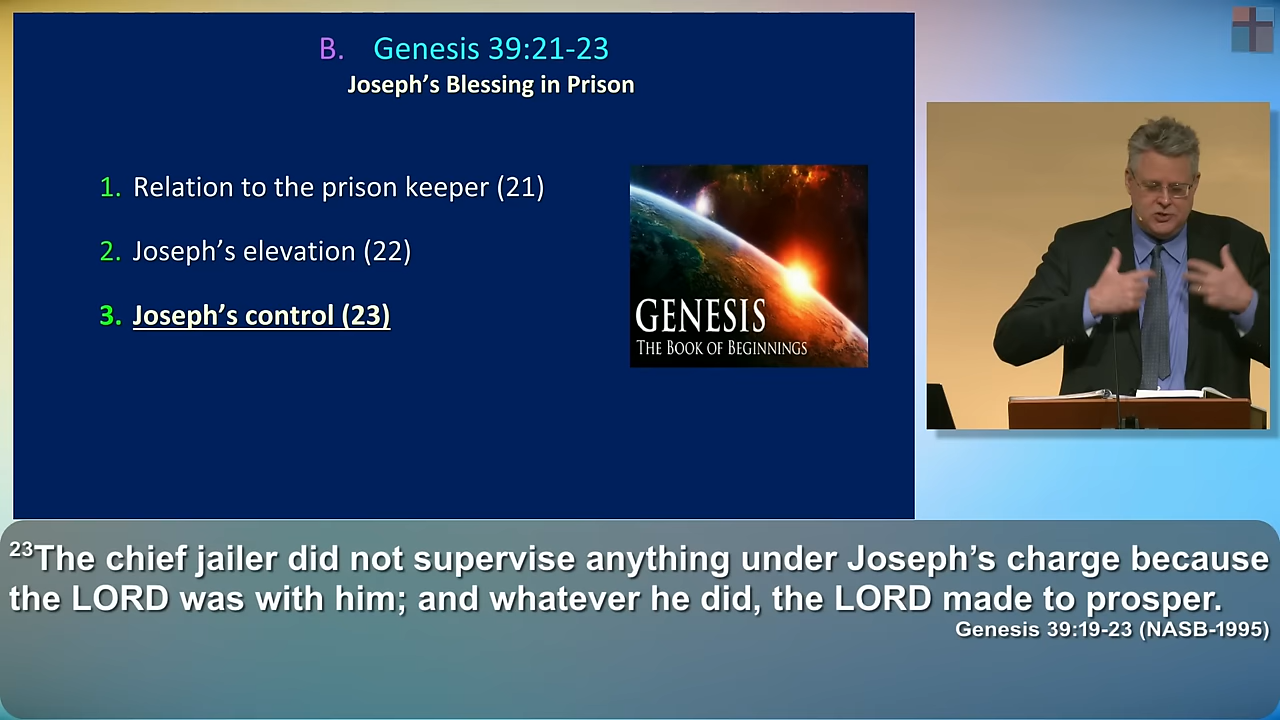 B. Genesis 39:21-23
Joseph’s Blessing in Prison
1. Relation to the prison keeper (21)
2. Joseph’s elevation (22)
3. Joseph’s control (23)
GENESIS
THE BOOK OF BEGINNINGS
23The chief jailer did not supervise anything under Joseph’s charge because
the LORD was with him; and whatever he did, the LORD made to prosper.
Genesis 39:19-23 (NASB-1995)